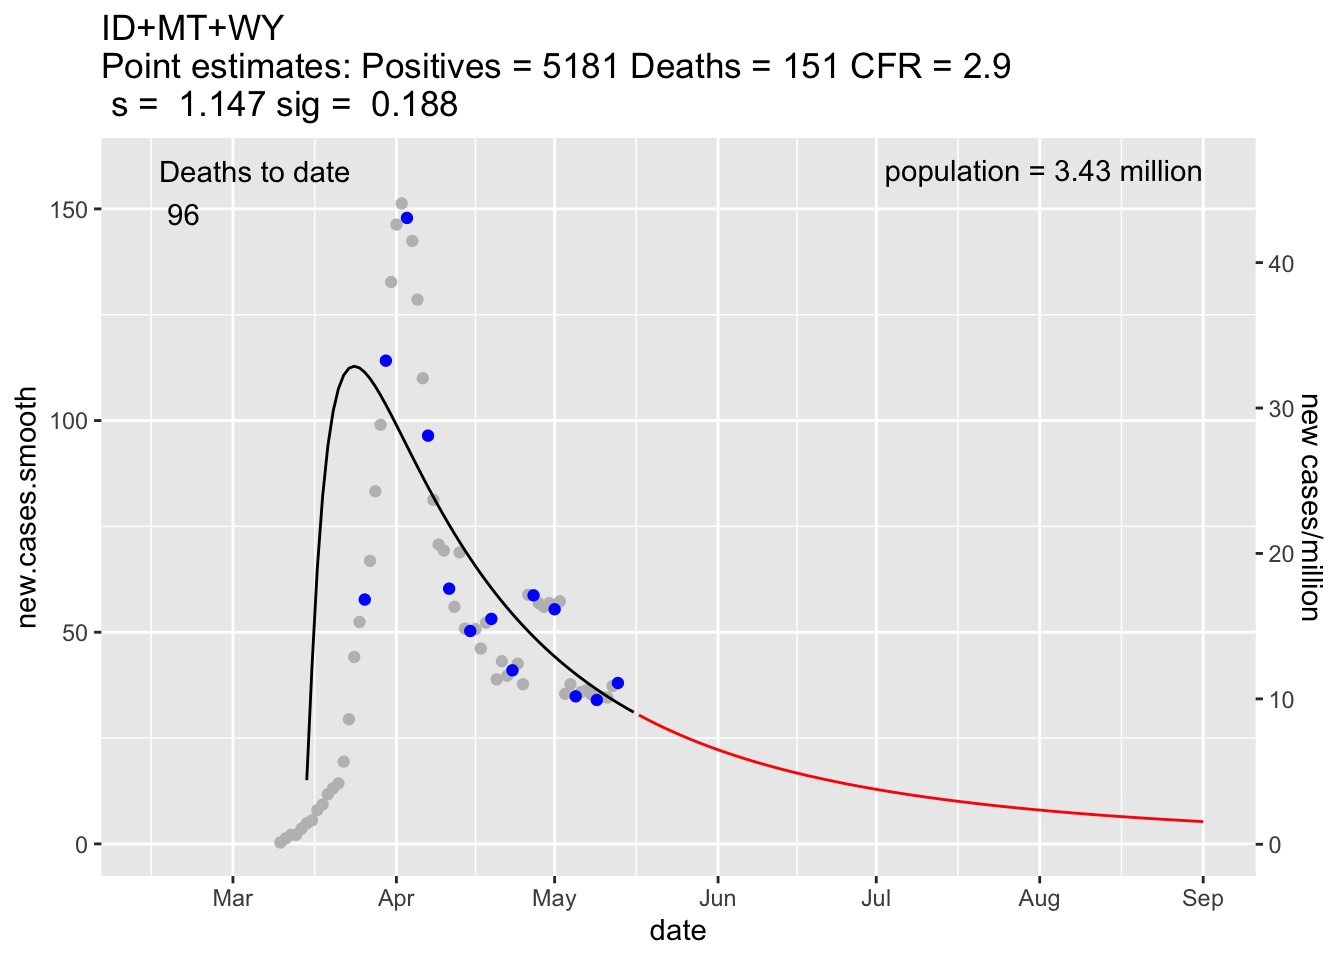 ID+MT+WY
Point estimates: Positives = 5181 Deaths = 151 CFR = 2.9
s = 1.147 sig = 0.188
Deaths to date
96
population = 3.43 million
150
100
50
0
new.cases.smooth
40
30
20
10
0
new cases/million
Mar Apr May Jun Jul Aug Sep
date